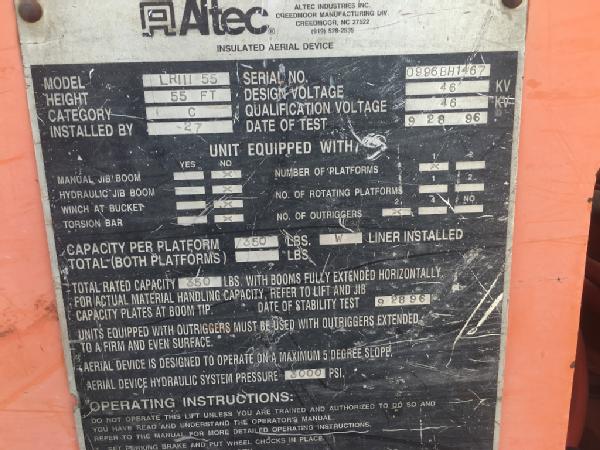 Altec®
ALTEC INDUSTRIES INC.
CREEDMOOR MANUFACTURING DIV.
CREEDMOOR, NC 27522
(919) 528-2535
INSULATED AERIAL DEVICE
MODEL LRIII 55 SERIAL NO. 0996BH1467
HEIGHT 55 FT DESIGN VOLTAGE 46 KV
CATEGORY C QUALIFICATION VOLTAGE 46 KV
INSTALLED BY 27 DATE OF TEST 9 28 96
UNIT EQUIPPED WITH
YES NO 1. 2.
MANUAL JIB BOOM X NUMBER OF PLATFORMS X
HYDRAULIC JIB BOOM X NO. OF ROTATING PLATFORMS
WINCH AT BUCKET X 2 4 NO
TORSION BAR X NO. OF OUTRIGGERS X
CAPACITY PER PLATFORM 350 LBS. W LINER INSTALLED
TOTAL (BOTH PLATFORMS) LBS.
TOTAL RATED CAPACITY 350 LBS. WITH BOOMS FULLY EXTENDED HORIZONTALLY.
FOR ACTUAL MATERIAL HANDLING CAPACITY, REFER TO LIFT AND JIB
CAPACITY PLATES AT BOOM TIP. DATE OF STABILITY TEST 9 28 96
UNITS EQUIPPED WITH OUTRIGGERS MUST BE USED WITH OUTRIGGERS EXTENDED
TO A FIRM AND EVEN SURFACE.
AERIAL DEVICE IS DESIGNED TO OPERATE ON A MAXIMUM 5 DEGREE SLOPE.
AERIAL DEVICE HYDRAULIC SYSTEM PRESSURE 3000 PSI.
OPERATING INSTRUCTIONS:
DO NOT OPERATE THIS LIFT UNLESS YOU ARE TRAINED AND AUTHORIZED TO DO SO AND
YOU HAVE READ AND UNDERSTAND THE OPERATOR'S MANUAL.
REFER TO THE MANUAL FOR MORE DETAILED OPERATING INSTRUCTIONS.
SET PARKING BRAKE AND PUT WHEEL CHOCKS IN PLACE.